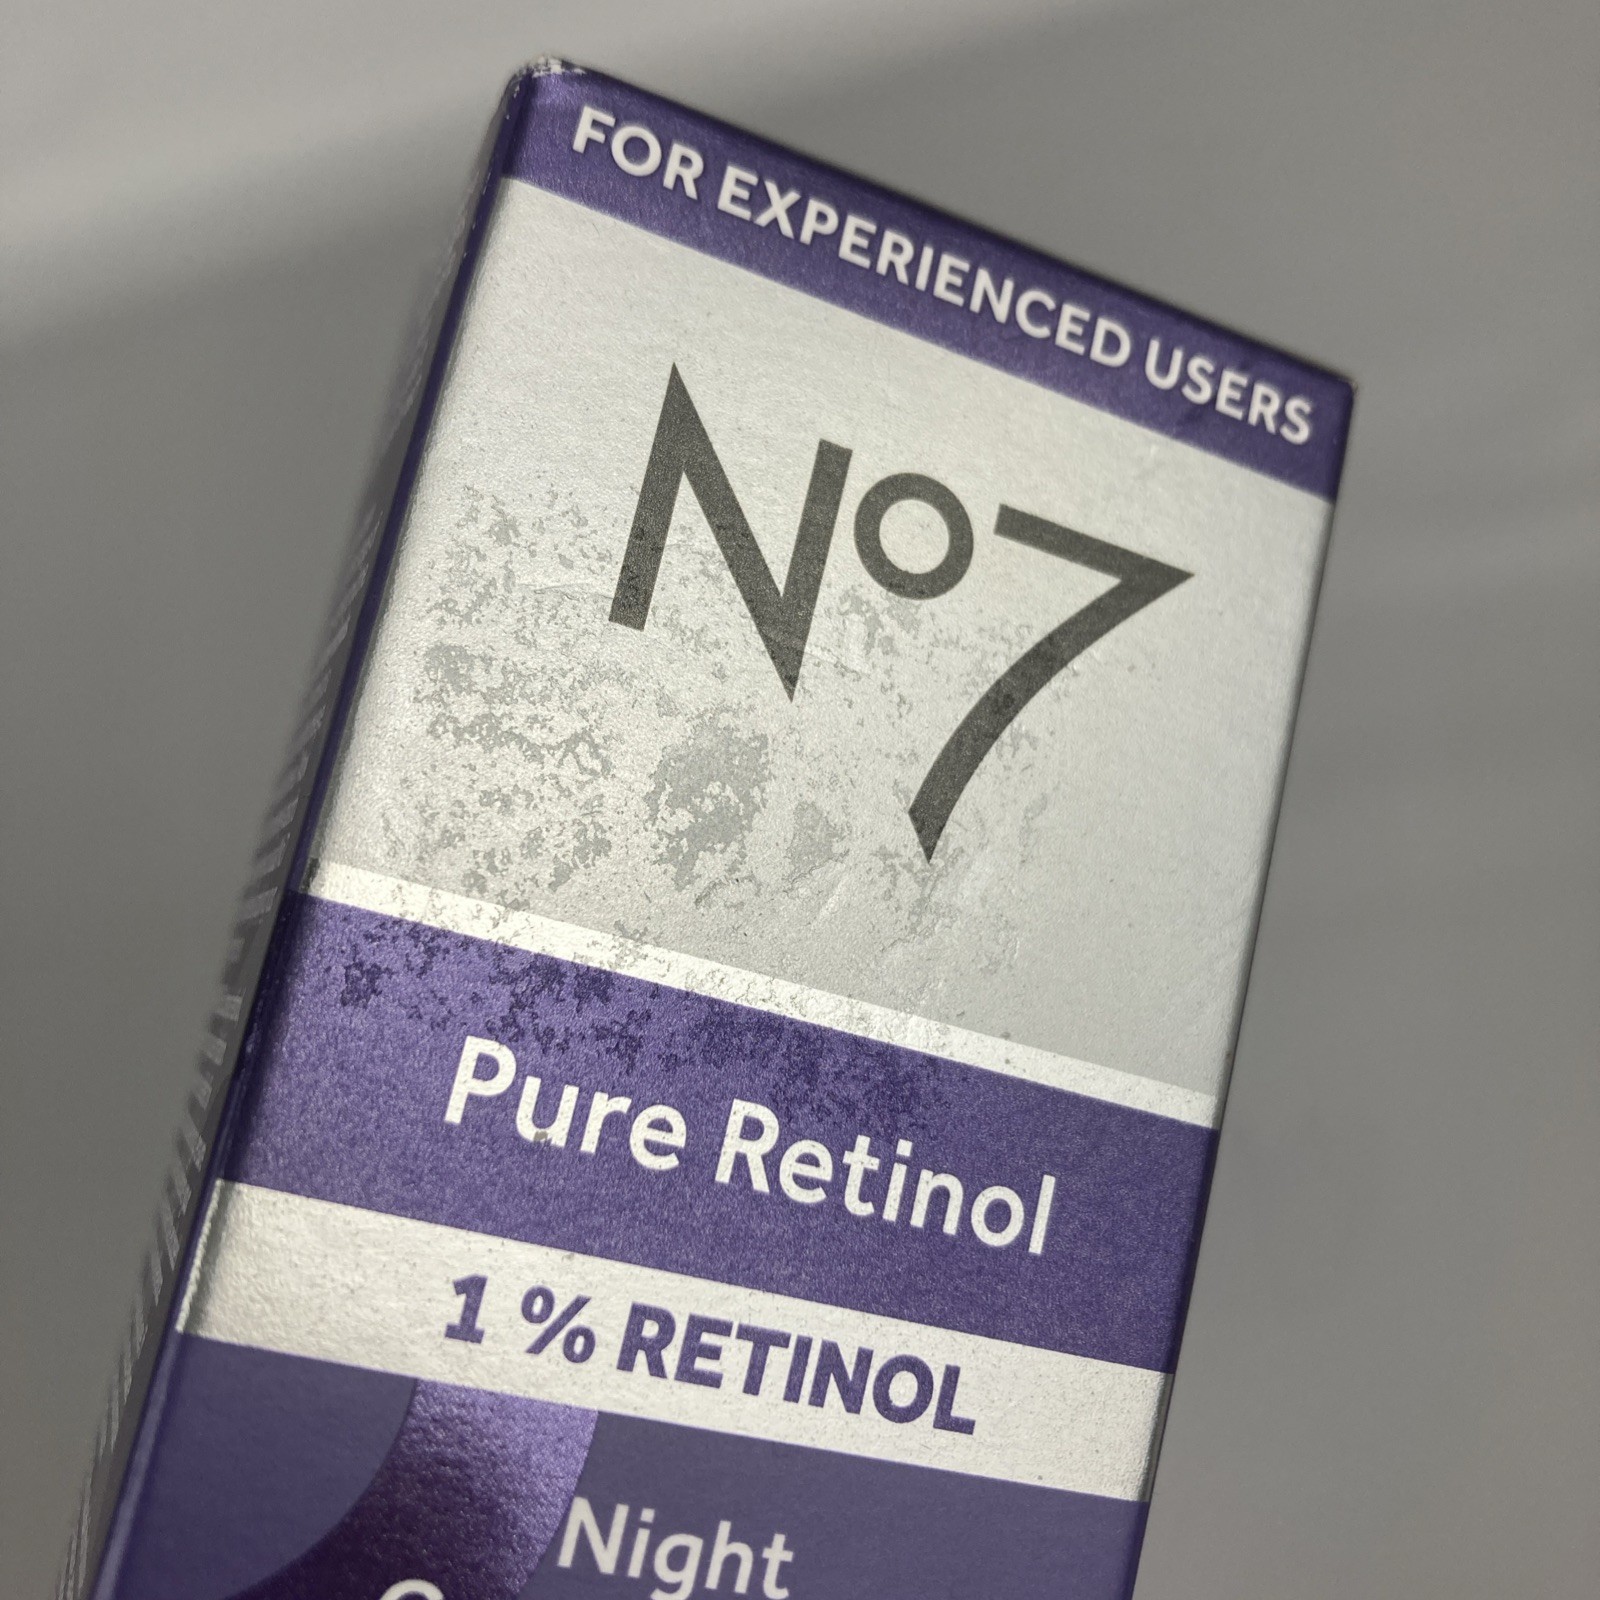 FOR EXPERIENCED USERS
Nº7
Pure Retinol
1 % RETINOL
Night